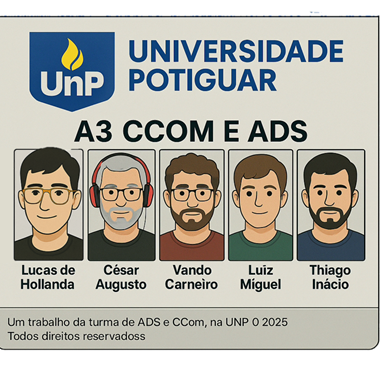 UnP
UNIVERSIDADE
POTIGUAR
A3 CCOM E ADS
Lucas de
Hollanda
César
Augusto
Vando
Carneiro
Luiz
Miguel
Thiago
Inácio
Um trabalho da turma de ADS e CCom, na UNP 0 2025
Todos direitos reservadoss